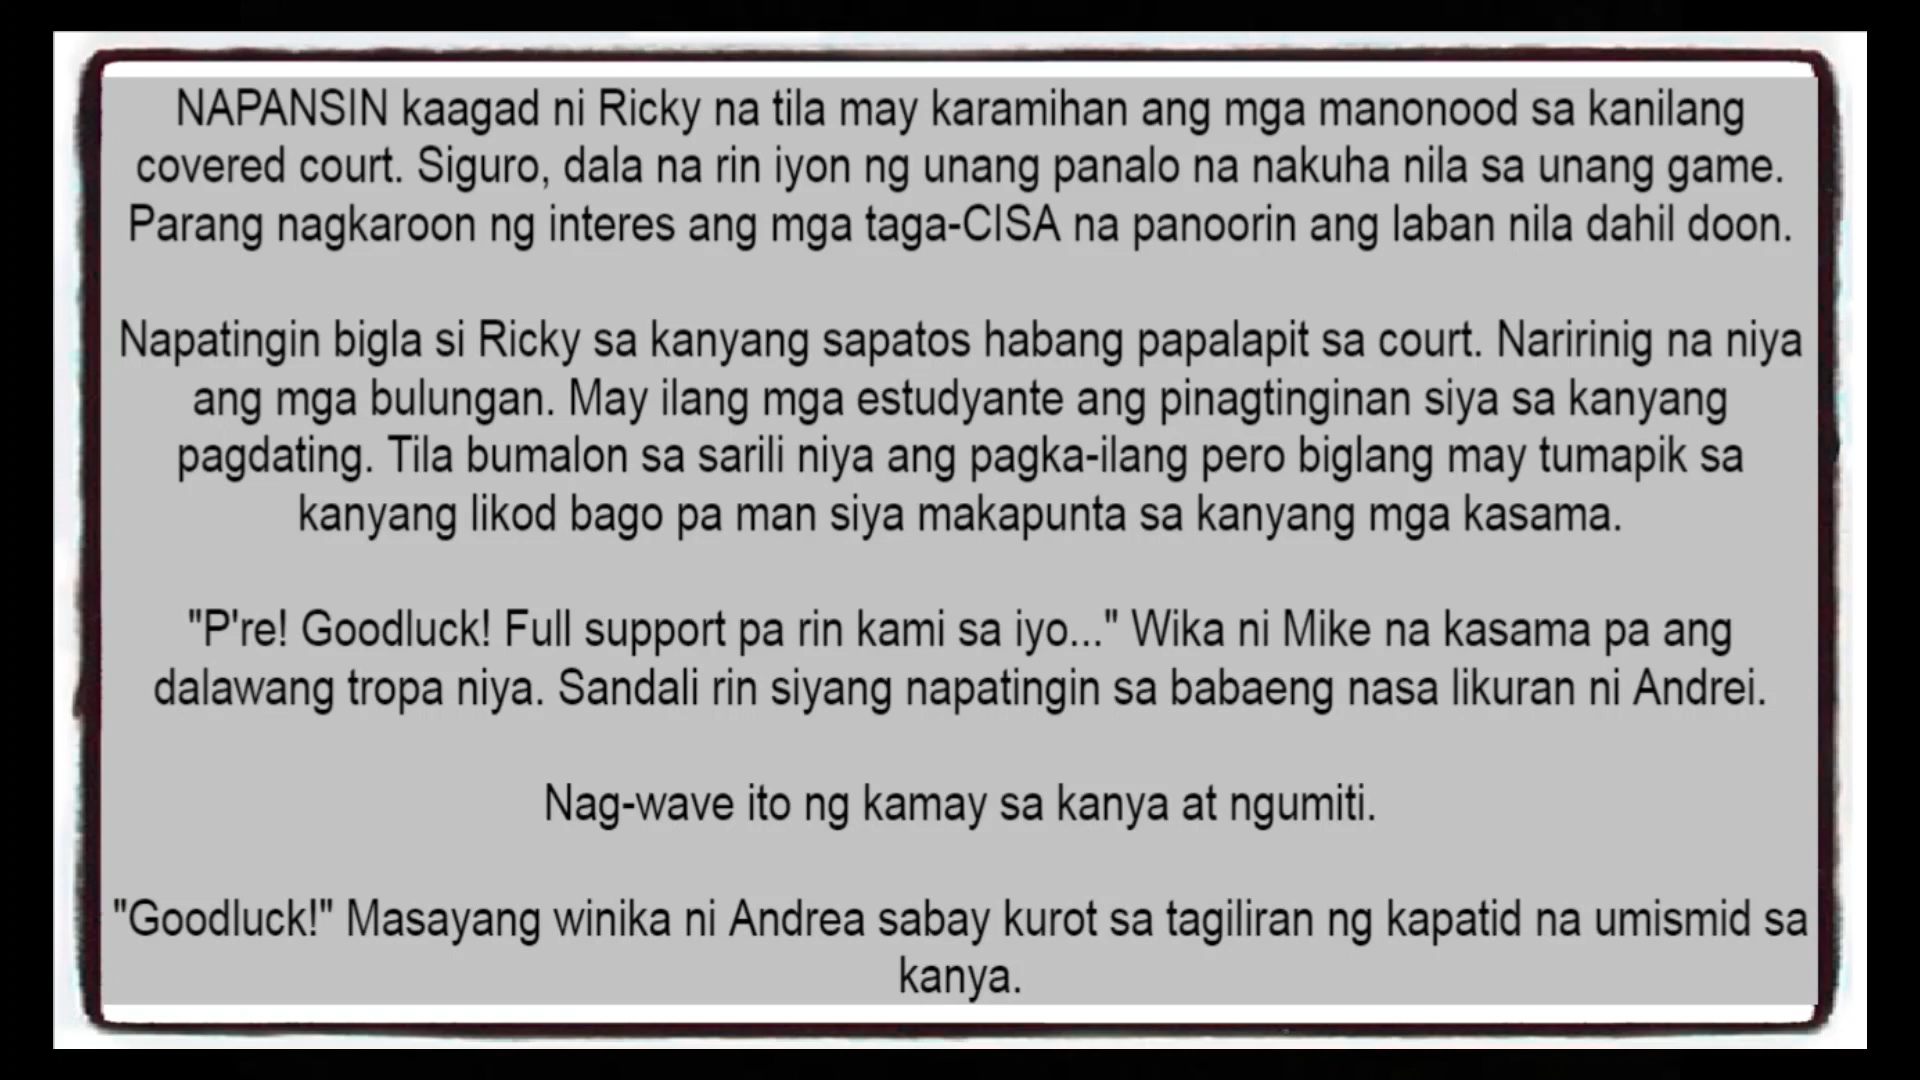 NAPANSIN kaagad ni Ricky na tila may karamihan ang mga manonood sa kanilang
covered court. Siguro, dala na rin iyon ng unang panalo na nakuha nila sa unang game.
Parang nagkaroon ng interes ang mga taga-CISA na panoorin ang laban nila dahil doon.
Napatingin bigla si Ricky sa kanyang sapatos habang papalapit sa court. Naririnig na niya
ang mga bulungan. May ilang mga estudyante ang pinagtinginan siya sa kanyang
pagdating. Tila bumalon sa sarili niya ang pagka-ilang pero biglang may tumapik sa
kanyang likod bago pa man siya makapunta sa kanyang mga kasama.
"P're! Goodluck! Full support pa rin kami sa iyo..." Wika ni Mike na kasama pa ang
dalawang tropa niya. Sandali rin siyang napatingin sa babaeng nasa likuran ni Andrei.
Nag-wave ito ng kamay sa kanya at ngumiti.
"Goodluck!" Masayang winika ni Andrea sabay kurot sa tagiliran ng kapatid na umismid sa
kanya.